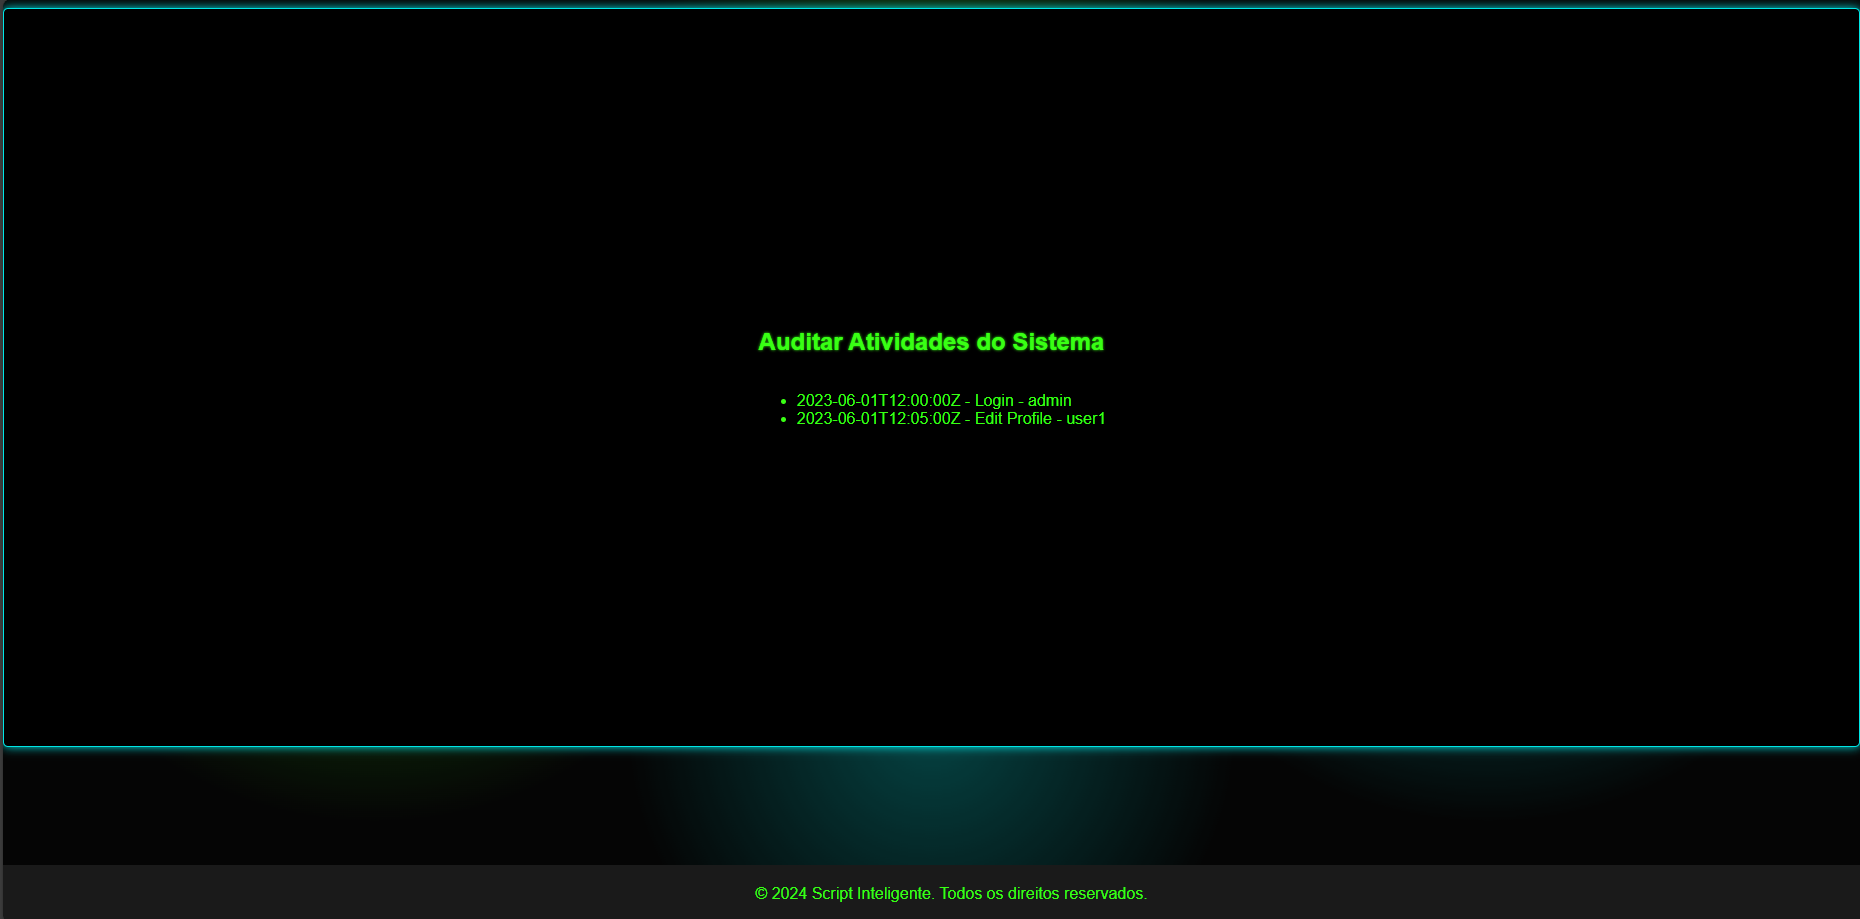 Auditar Atividades do Sistema
• 2023-06-01T12:00:00Z - Login - admin
• 2023-06-01T12:05:00Z - Edit Profile - user1
© 2024 Script Inteligente. Todos os direitos reservados.